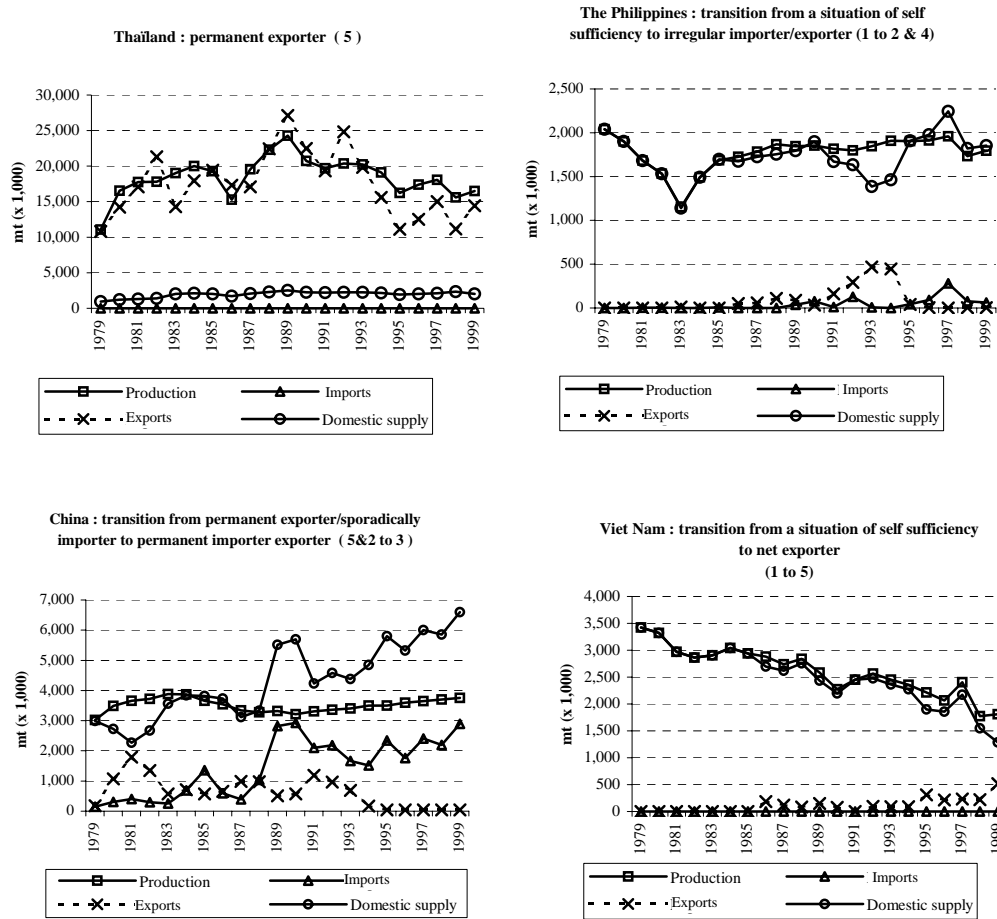 Thaïland : permanent exporter ( 5 )
mt (x 1,000)
30,000
25,000
20,000
15,000
10,000
5,000
0
1979
1981
1983
1985
1987
1989
1991
1993
1995
1997
1999
Production
Imports
Exports
Domestic supply
The Philippines : transition from a situation of self
sufficiency to irregular importer/exporter (1 to 2 & 4)
mt (x 1,000)
2,500
2,000
1,500
1,000
500
0
1979
1981
1983
1985
1987
1989
1991
1993
1995
1997
1999
Production
Imports
Exports
Domestic supply
China : transition from permanent exporter/sporadically
importer to permanent importer exporter ( 5&2 to 3 )
mt (x 1,000)
7,000
6,000
5,000
4,000
3,000
2,000
1,000
0
1979
1981
1983
1985
1987
1989
1991
1993
1995
1997
1999
Production
Imports
Exports
Domestic supply
Viet Nam : transition from a situation of self sufficiency
to net exporter
(1 to 5)
mt (x 1,000)
4,000
3,500
3,000
2,500
2,000
1,500
1,000
500
0
1979
1981
1983
1985
1987
1989
1991
1993
1995
1997
1999
Production
Imports
Exports
Domestic supply